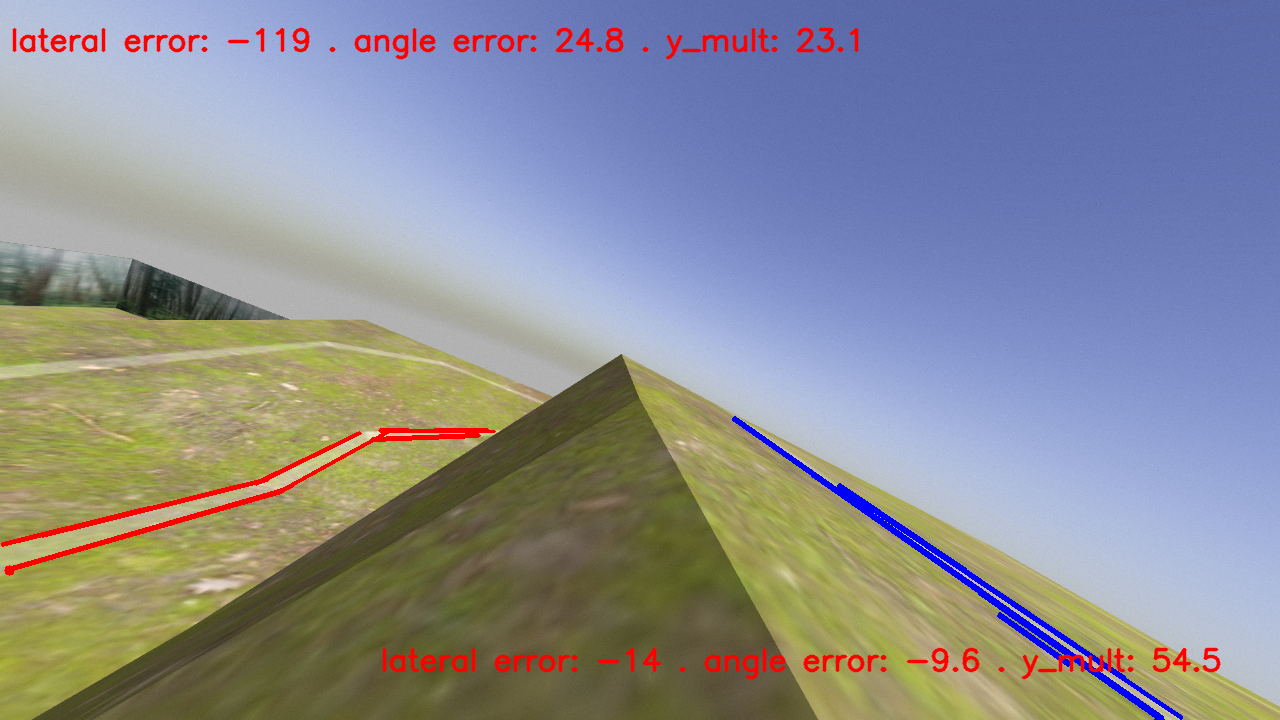 lateral error: -119 . angle error: 24.8 . y_mult: 23.1
lateral error: -14 . angle error: -9.6 . y_mult: 54.5